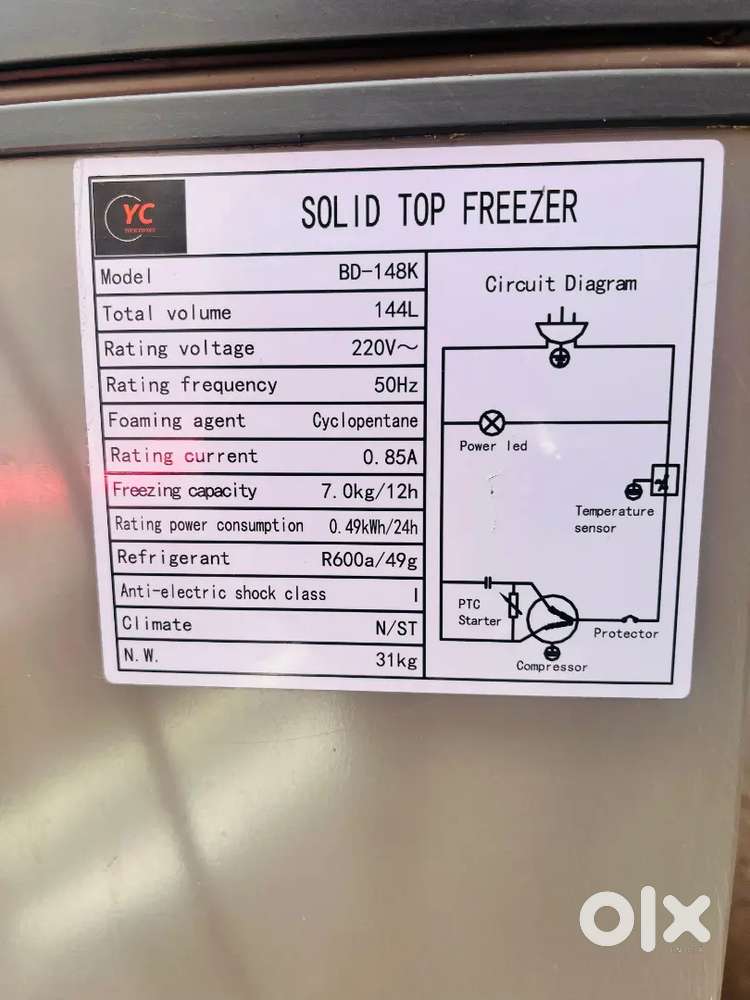 YC
SOLID TOP FREEZER
Model BD-148K
Total volume 144L
Rating voltage 220V~
Rating frequency 50Hz
Foaming agent Cyclopentane
Rating current 0.85A
Freezing capacity 7.0kg/12h
Rating power consumption 0.49kWh/24h
Refrigerant R600a/49g
Anti-electric shock class I
Climate N/ST
N.W. 31kg
Circuit Diagram
Power led
Temperature
sensor
PTC
Starter
Protector
Compressor
olx